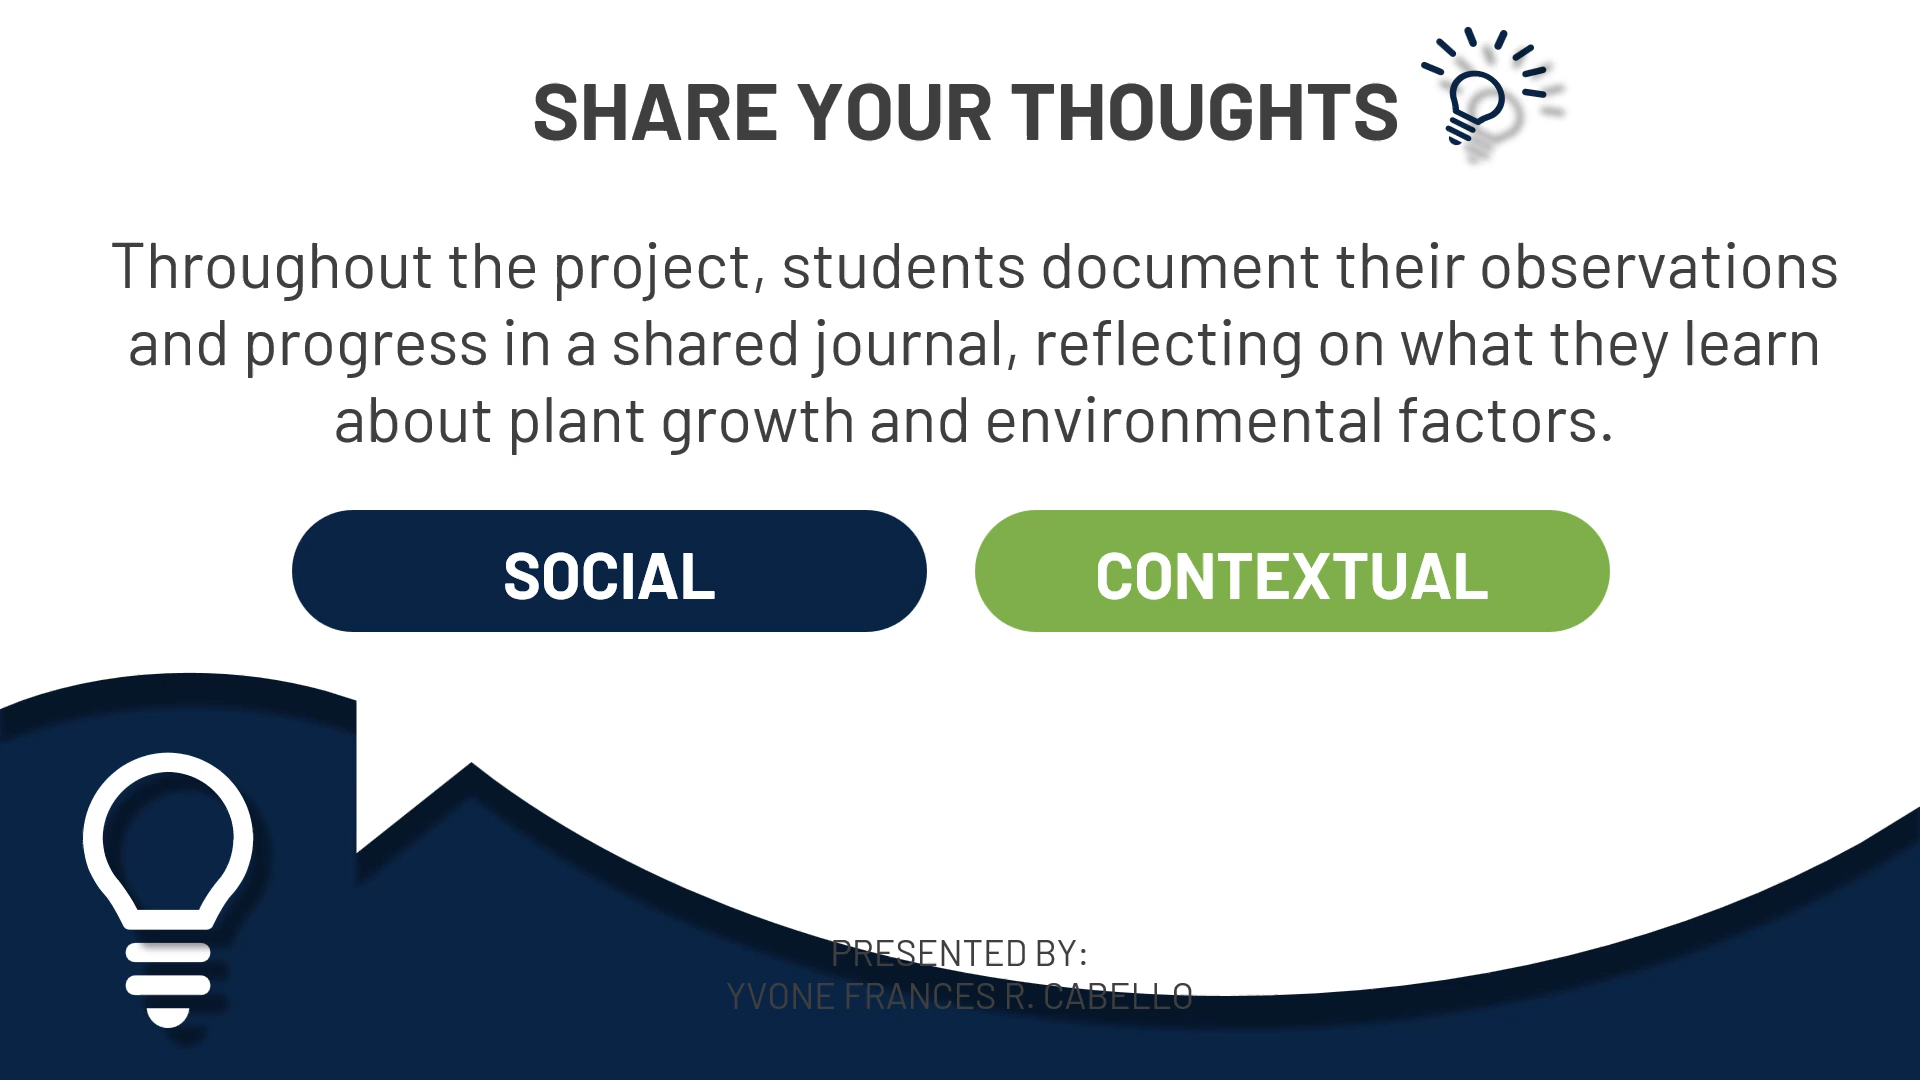 SHARE YOUR THOUGHTS
Throughout the project, students document their observations
and progress in a shared journal, reflecting on what they learn
about plant growth and environmental factors.
SOCIAL
CONTEXTUAL
PRESENTED BY:
YVONE FRANCES R. CABELLO